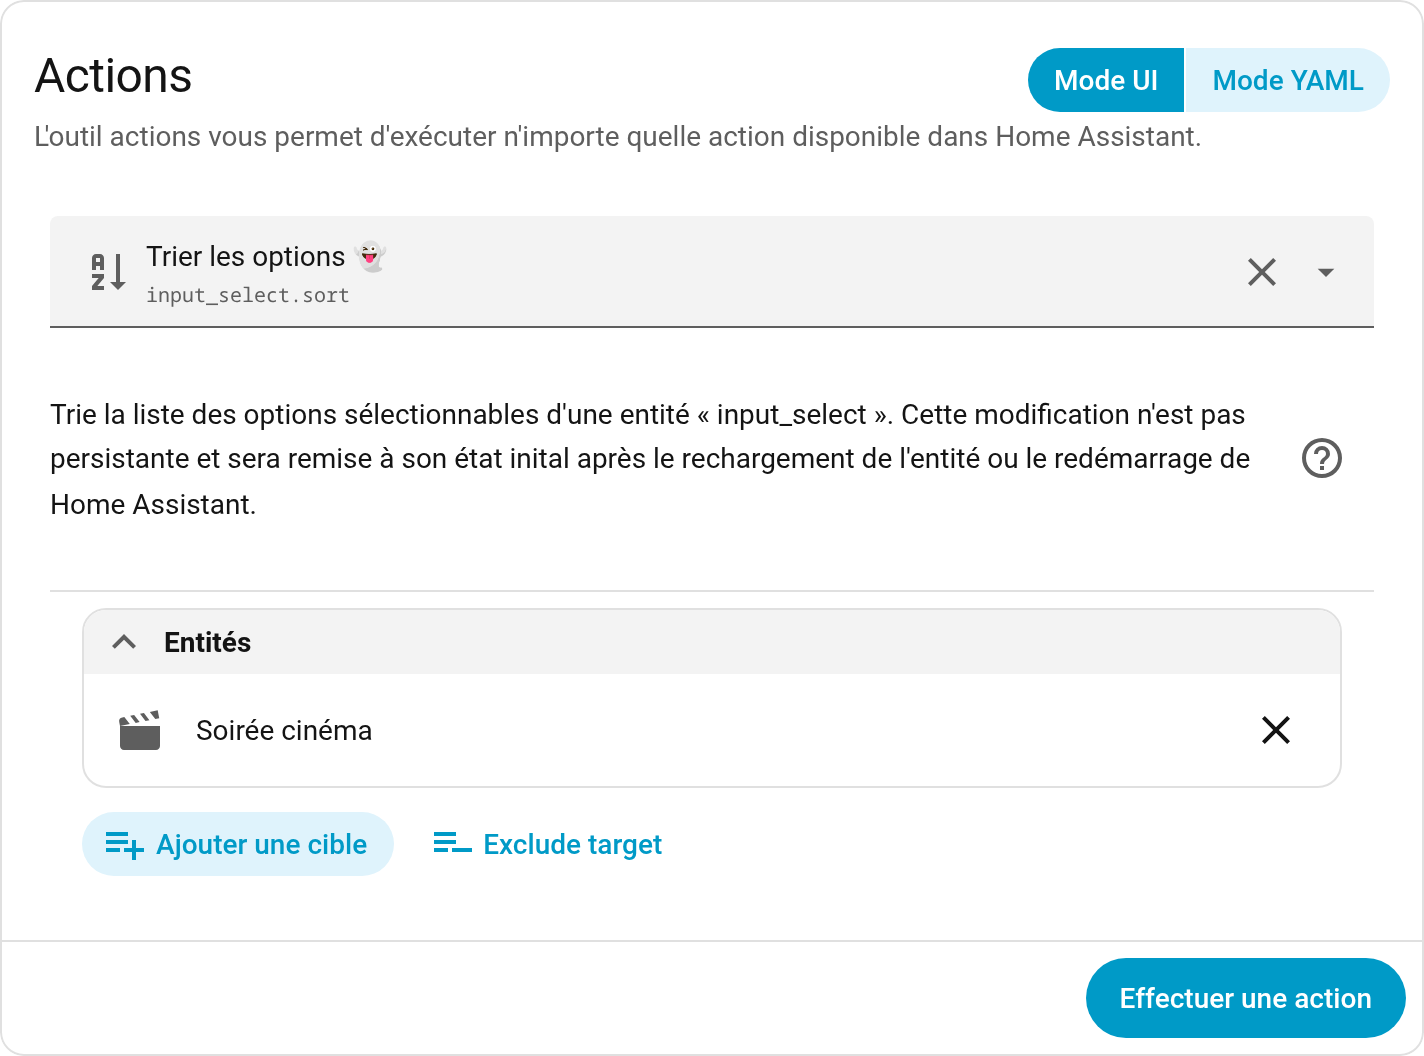 Actions
Mode UI
Mode YAML
L'outil actions vous permet d'exécuter n'importe quelle action disponible dans Home Assistant.
Trier les options 👻
input_select.sort
Trie la liste des options sélectionnables d'une entité « input_select ». Cette modification n'est pas
persistante et sera remise à son état inital après le rechargement de l'entité ou le redémarrage de
Home Assistant.
Entités
Soirée cinéma
Ajouter une cible
Exclude target
Effectuer une action